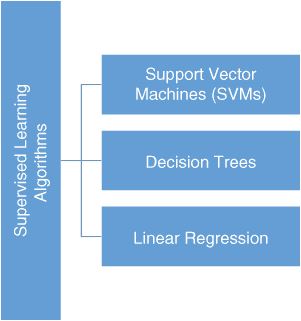 Supervised Learning
Algorithms
Support Vector
Machines (SVMs)
Decision Trees
Linear Regression